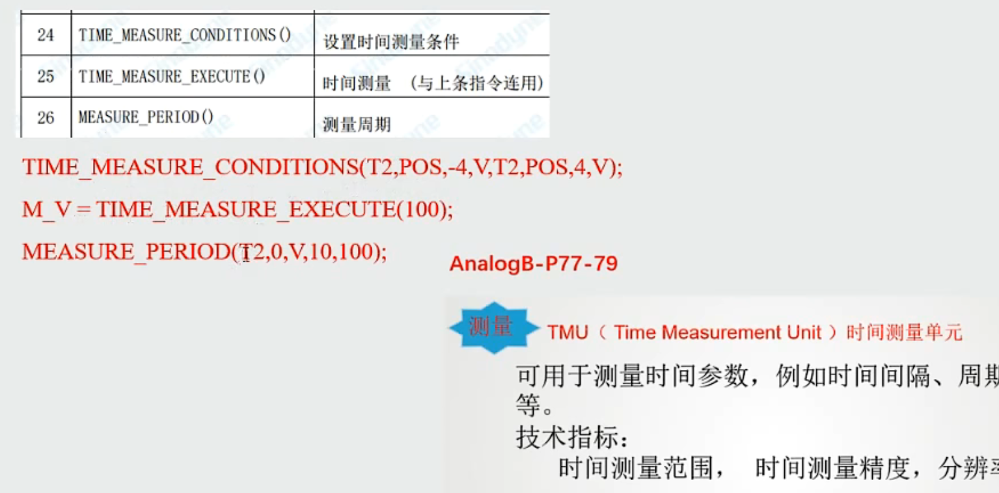 24 TIME_MEASURE_CONDITIONS() 设置时间测量条件
25 TIME_MEASURE_EXECUTE() 时间测量 (与上条指令连用)
26 MEASURE_PERIOD() 测量周期
TIME_MEASURE_CONDITIONS(T2,POS,-4,V,T2,POS,4,V);
M_V = TIME_MEASURE_EXECUTE(100);
MEASURE_PERIOD(T2,0,V,10,100);
AnalogB-P77-79
测量
TMU（ Time Measurement Unit ）时间测量单元
可用于测量时间参数，例如时间间隔、周期
等。
技术指标：
时间测量范围， 时间测量精度，分辨率